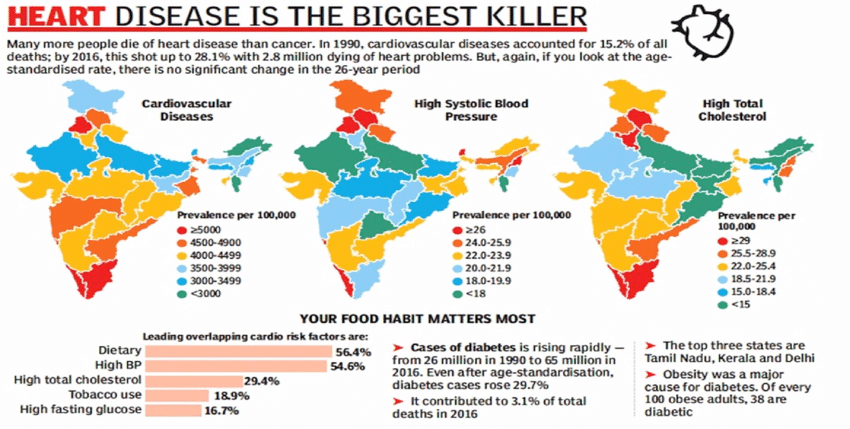 HEART DISEASE IS THE BIGGEST KILLER
Many more people die of heart disease than cancer. In 1990, cardiovascular diseases accounted for 15.2% of all
deaths; by 2016, this shot up to 28.1% with 2.8 million dying of heart problems. But, again, if you look at the age-
standardised rate, there is no significant change in the 26-year period
Cardiovascular
Diseases
Prevalence per 100,000
≥5000
4500-4900
4000-4499
3500-3999
3000-3499
<3000
High Systolic Blood
Pressure
Prevalence per 100,000
≥26
24.0-25.9
22.0-23.9
20.0-21.9
18.0-19.9
<18
High Total
Cholesterol
Prevalence per
100,000
≥29
25.5-28.9
22.0-25.4
18.5-21.9
15.0-18.4
<15
YOUR FOOD HABIT MATTERS MOST
Leading overlapping cardio risk factors are:
Dietary 56.4%
High BP 54.6%
High total cholesterol 29.4%
Tobacco use 18.9%
High fasting glucose 16.7%
Cases of diabetes is rising rapidly —
from 26 million in 1990 to 65 million in
2016. Even after age-standardisation,
diabetes cases rose 29.7%
It contributed to 3.1% of total
deaths in 2016
The top three states are
Tamil Nadu, Kerala and Delhi
Obesity was a major
cause for diabetes. Of every
100 obese adults, 38 are
diabetic